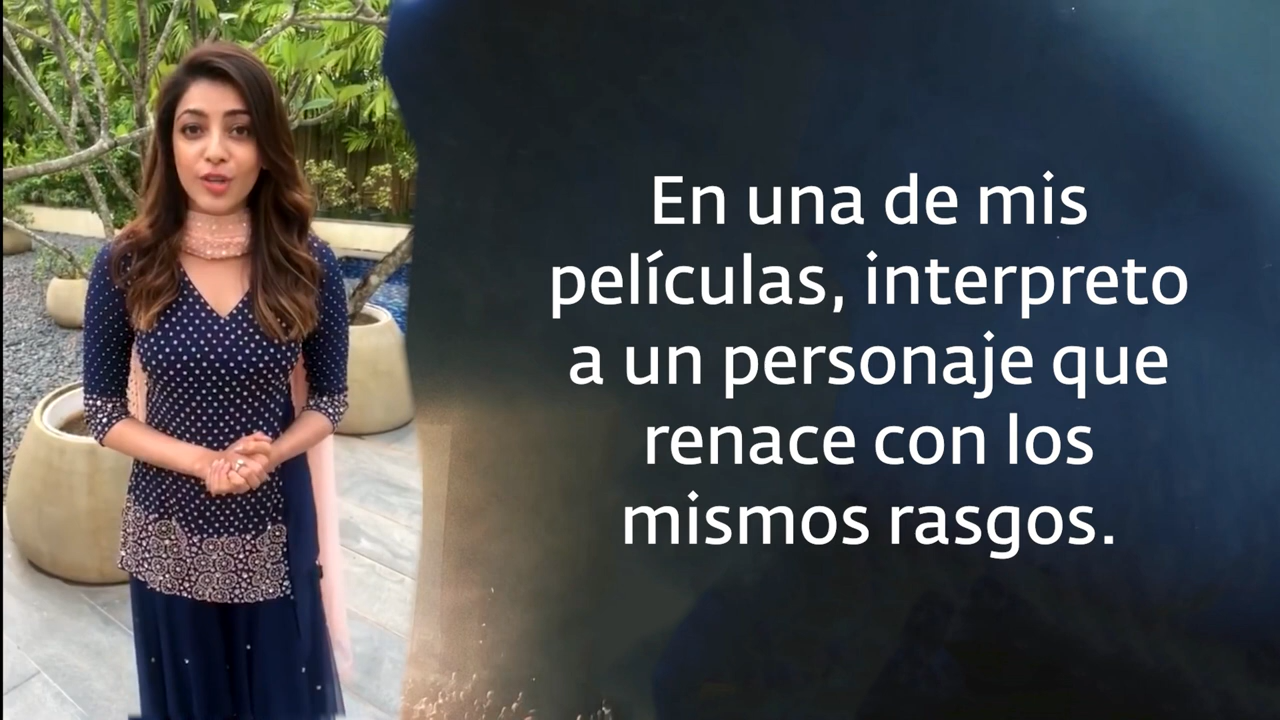 En una de mis
películas, interpreto
a un personaje que
renace con los
mismos rasgos.